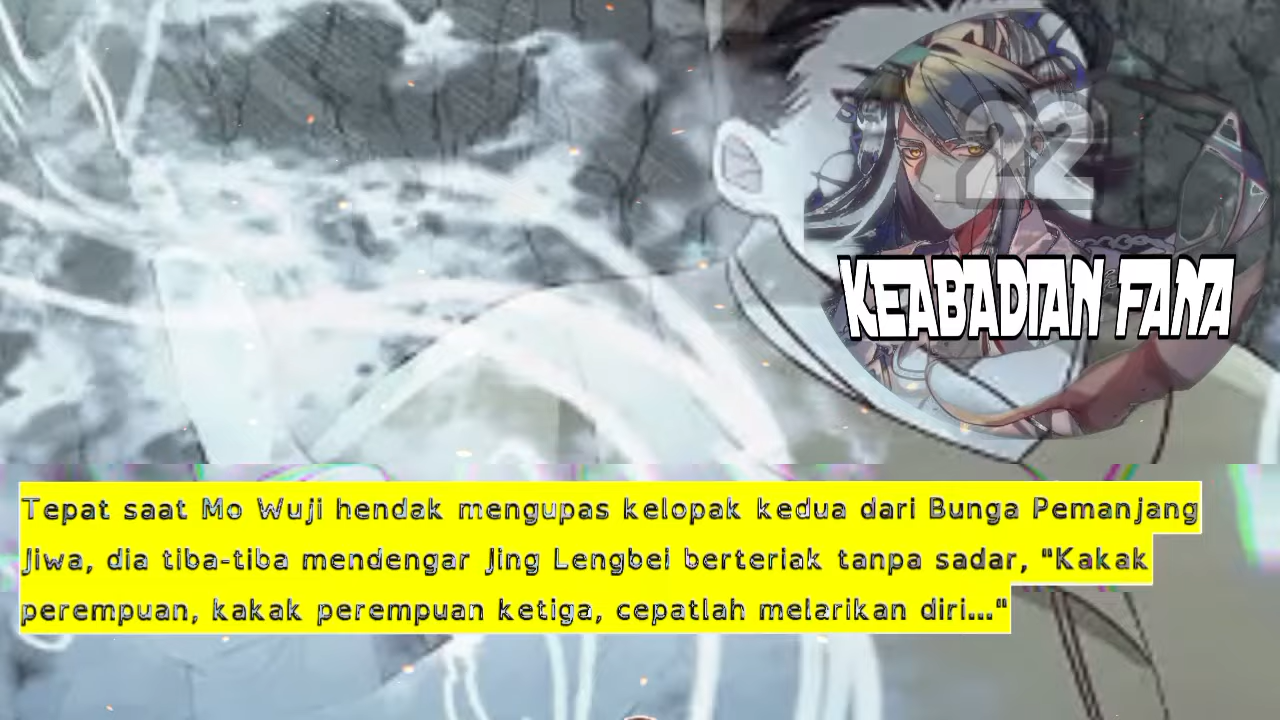 22
KEABADIAN FANA
Tepat saat Mo Wuji hendak mengupas kelopak kedua dari Bunga Pemanjang
Jiwa, dia tiba-tiba mendengar Jing Lengbei berteriak tanpa sadar, "Kakak
perempuan, kakak perempuan ketiga, cepatlah melarikan diri..."